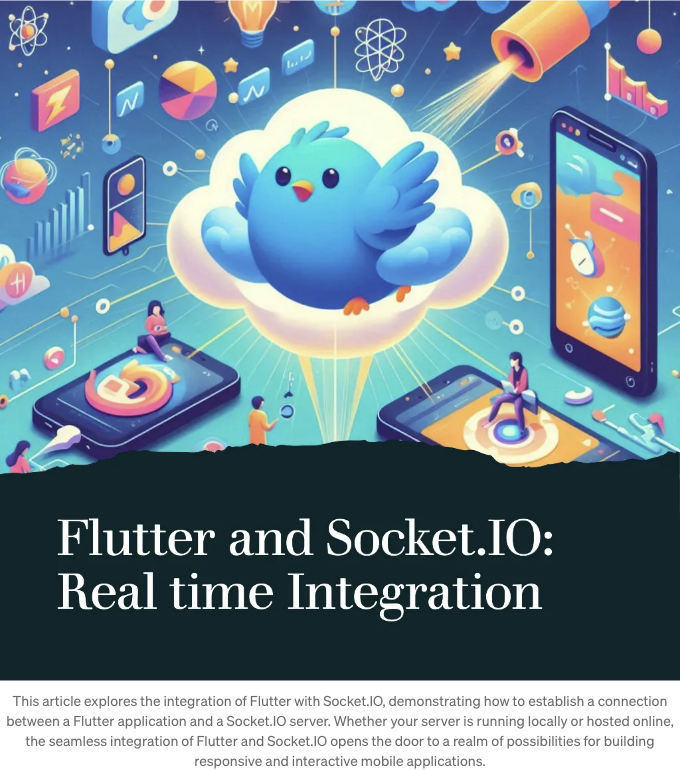 Flutter and Socket.IO:
Real time Integration
This article explores the integration of Flutter with Socket.IO, demonstrating how to establish a connection
between a Flutter application and a Socket.IO server. Whether your server is running locally or hosted online,
the seamless integration of Flutter and Socket.IO opens the door to a realm of possibilities for building
responsive and interactive mobile applications.